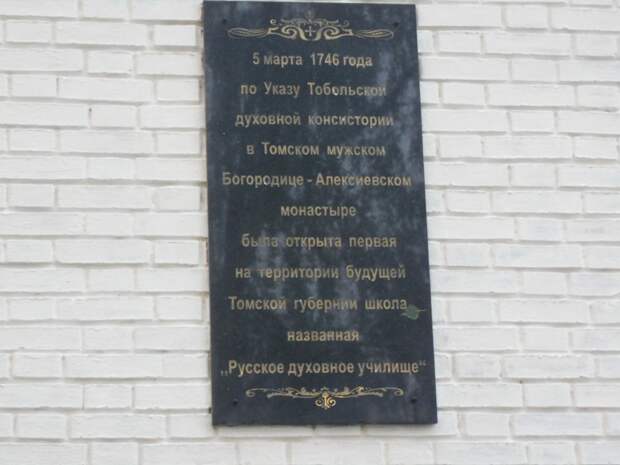 5 марта 1746 года
по Указу Тобольской
духовной консистории
в Томском мужском
Богородице - Алексиевском
монастыре
была открыта первая
на территории будущей
Томской губернии школа
названная
„Русское духовное училище“